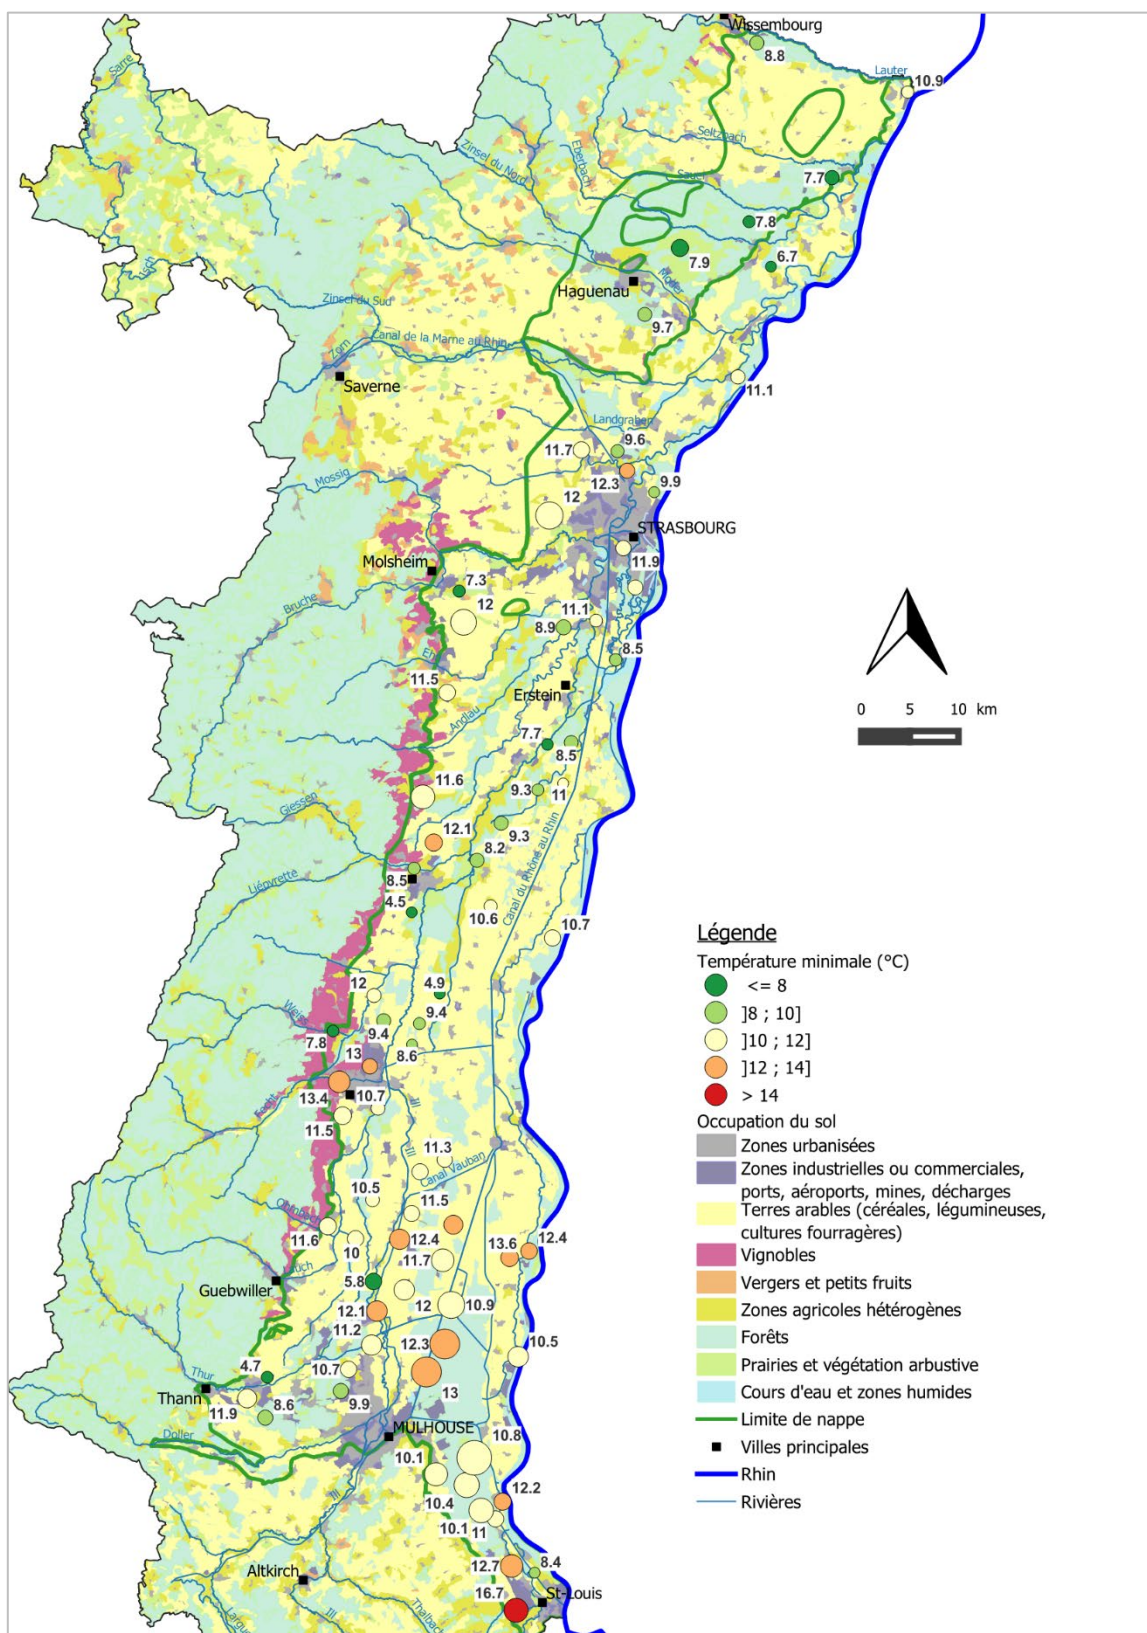 Wissembourg
8.8
Sarre
Lauter
10.9
Seltzbach
Zinsel du Nord
Eberbach
Sauer
7.7
7.8
7.9
6.7
Isch
Moder
Haguenau
Zinsel du Sud
9.7
Canal de la Marne au Rhin
Zorn
Saverne
11.1
Landgraben
11.7
9.6
Mossig
12.3
9.9
12
STRASBOURG
Molsheim
11.9
7.3
Bruche
12
11.1
8.9
8.5
11.5
Erstein
Andlau
0 5 10 km
7.7
8.5
11.6
9.3
11
Giessen
12.1
9.3
8.2
Liepvrette
8.5
4.5
10.6
Canal du Rhône au Rhin
10.7
Légende
Température minimale (°C)
<= 8
]8 ; 10]
]10 ; 12]
]12 ; 14]
> 14
Occupation du sol
Zones urbanisées
Zones industrielles ou commerciales,
ports, aéroports, mines, décharges
Terres arables (céréales, légumineuses,
cultures fourragères)
Vignobles
Vergers et petits fruits
Zones agricoles hétérogènes
Forêts
Prairies et végétation arbustive
Cours d'eau et zones humides
Limite de nappe
Villes principales
Rhin
Rivières
12
4.9
Weiss
9.4
9.4
7.8
8.6
13
13.4
10.7
Fecht
Ill
11.5
Ill
11.3
Canal Vauban
10.5
11.5
11.6
10
12.4
13.6
12.4
11.7
Guebwiller
5.8
12
10.9
12.1
11.2
12.3
10.5
4.7
10.7
Thur
Thann
11.9
8.6
9.9
13
MULHOUSE
Doller
10.8
10.1
10.4
12.2
Ill
10.1
11
12.7
8.4
Altkirch
16.7
St-Louis
Ill